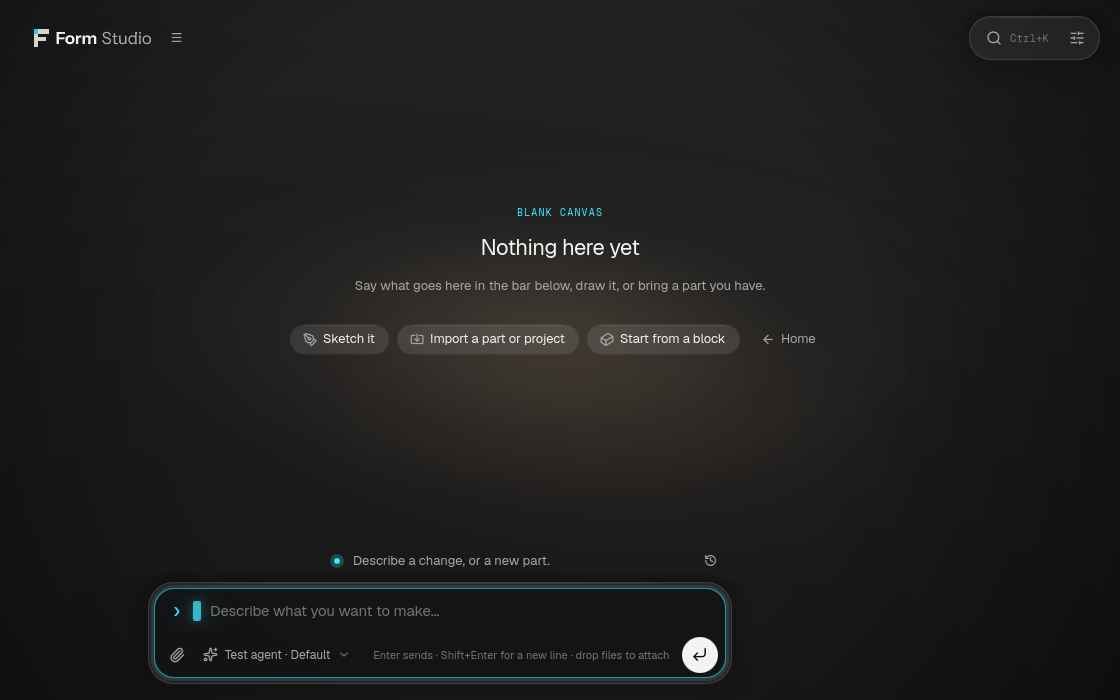 Form Studio
Ctrl+K
BLANK CANVAS
Nothing here yet
Say what goes here in the bar below, draw it, or bring a part you have.
Sketch it
Import a part or project
Start from a block
Home
Describe a change, or a new part.
Describe what you want to make...
Test agent · Default
Enter sends · Shift+Enter for a new line · drop files to attach